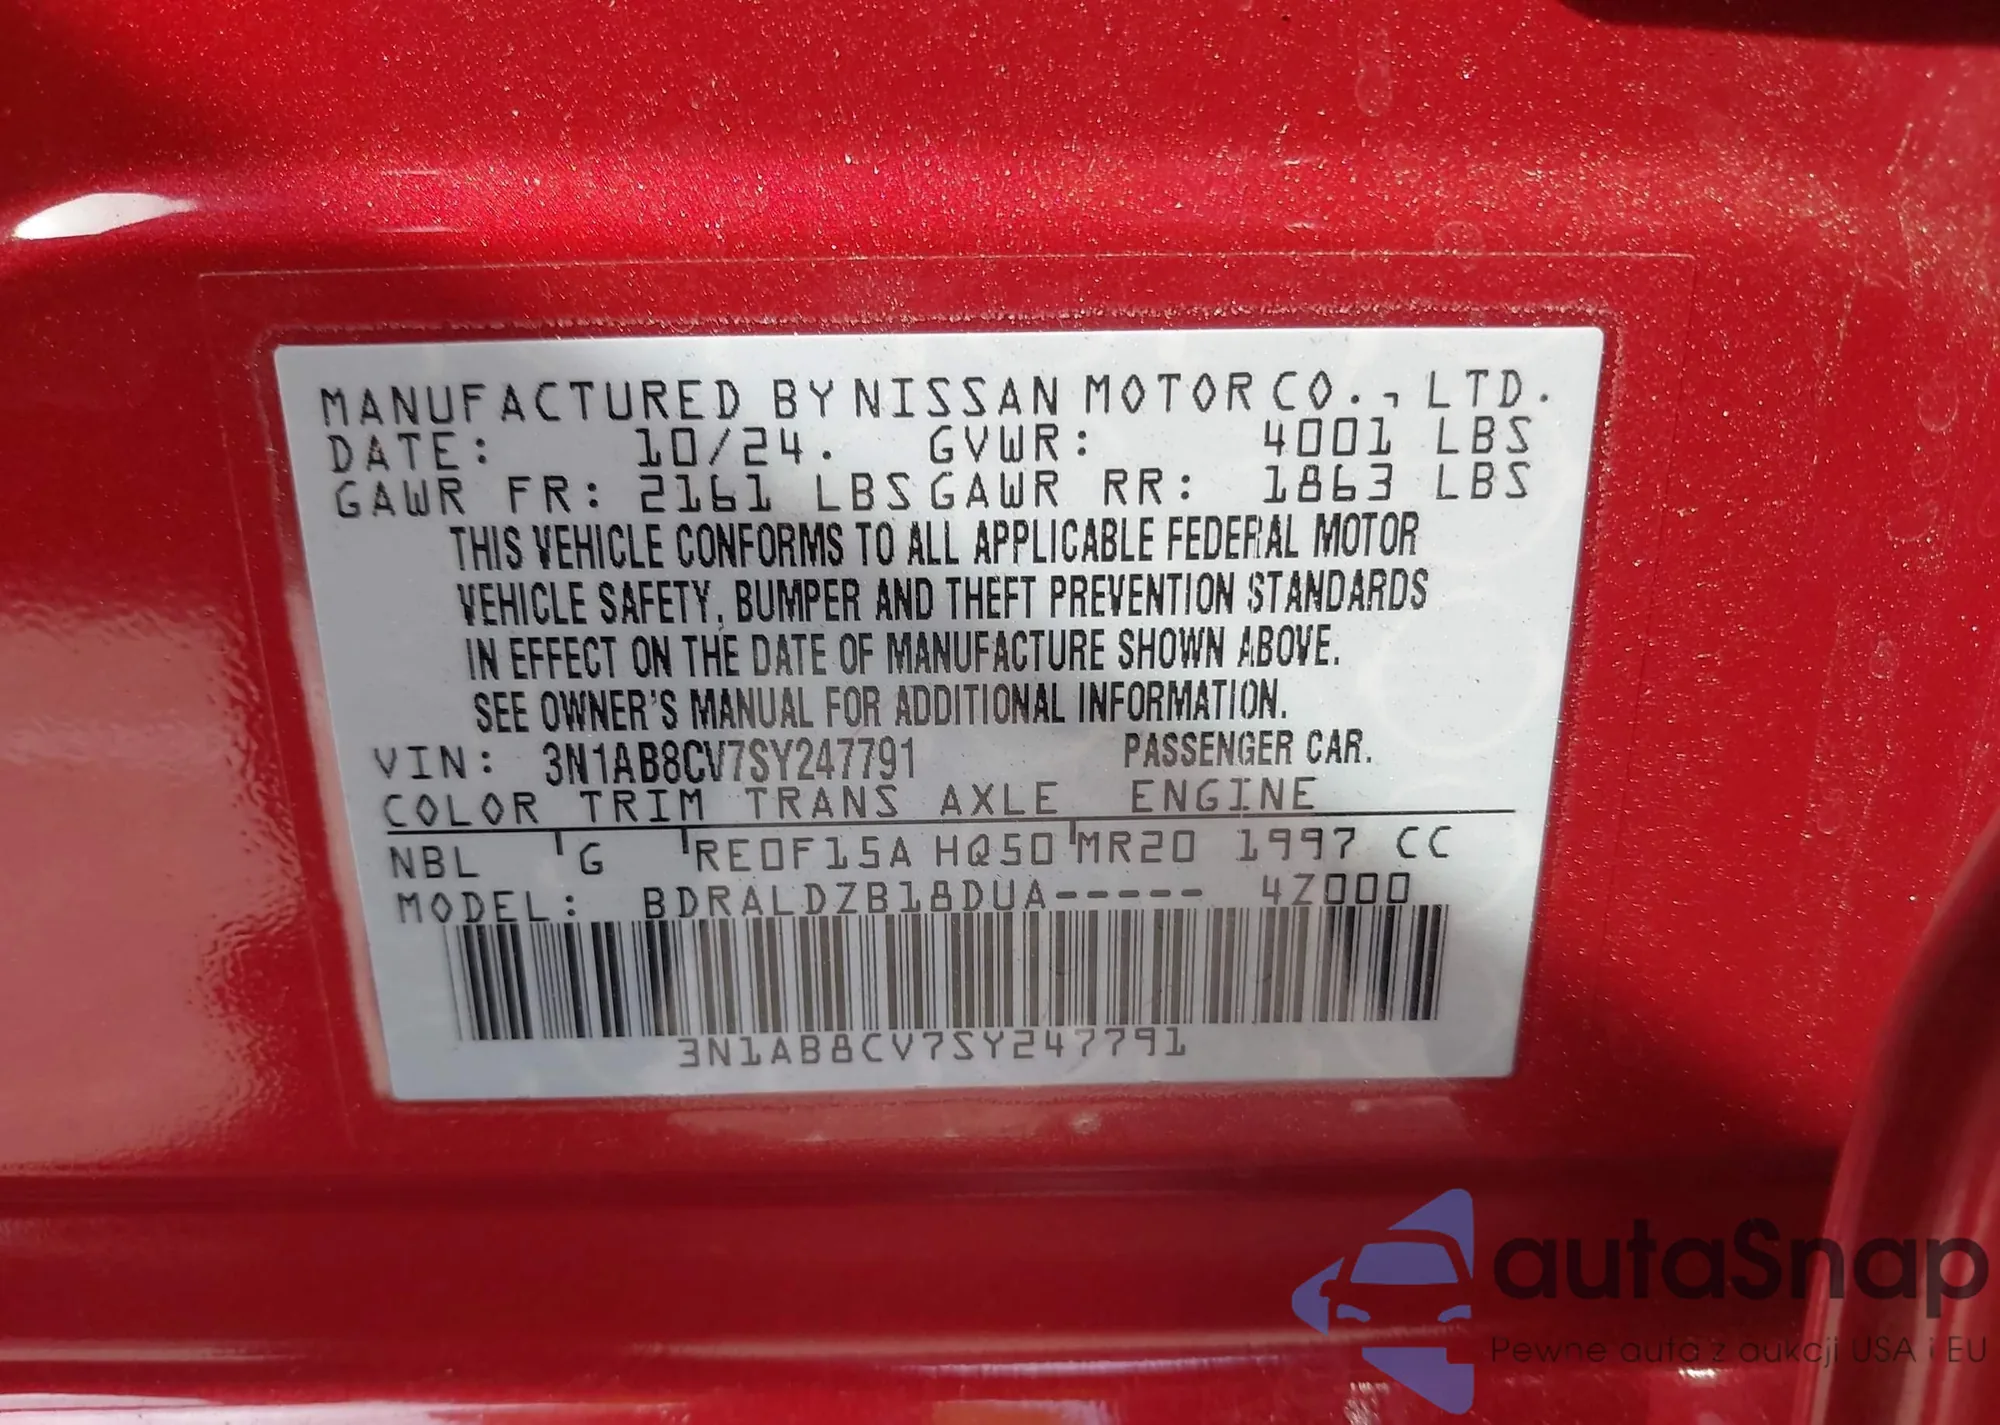 MANUFACTURED BY NISSAN MOTOR CO., LTD.
DATE: 10/24. GVWR: 4001 LBS
GAWR FR: 2161 LBS GAWR RR: 1863 LBS
THIS VEHICLE CONFORMS TO ALL APPLICABLE FEDERAL MOTOR
VEHICLE SAFETY, BUMPER AND THEFT PREVENTION STANDARDS
IN EFFECT ON THE DATE OF MANUFACTURE SHOWN ABOVE.
SEE OWNER'S MANUAL FOR ADDITIONAL INFORMATION.
VIN: 3N1AB8CV7SY247791 PASSENGER CAR.
COLOR TRIM TRANS AXLE ENGINE
NBL G RE0F15A HQ50 MR20 1997 CC
MODEL: BDRALDZB18DUA----- 4Z000
3N1AB8CV7SY247791
autaSnap
Pewne auta z aukcji USA i EU